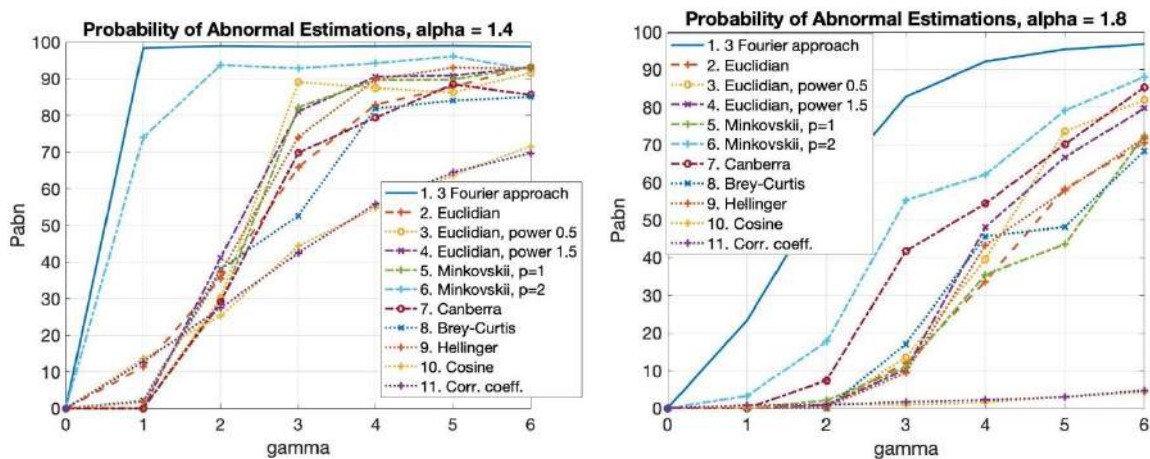 Probability of Abnormal Estimations, alpha = 1.4
100
90
80
70
60
50
40
30
20
10
0
Pabn
0 1 2 3 4 5 6
gamma
1. 3 Fourier approach
2. Euclidian
3. Euclidian, power 0.5
4. Euclidian, power 1.5
5. Minkovskii, p=1
6. Minkovskii, p=2
7. Canberra
8. Brey-Curtis
9. Hellinger
10. Cosine
11. Corr. coeff.
Probability of Abnormal Estimations, alpha = 1.8
100
90
80
70
60
50
40
30
20
10
0
Pabn
0 1 2 3 4 5 6
gamma
1. 3 Fourier approach
2. Euclidian
3. Euclidian, power 0.5
4. Euclidian, power 1.5
5. Minkovskii, p=1
6. Minkovskii, p=2
7. Canberra
8. Brey-Curtis
9. Hellinger
10. Cosine
11. Corr. coeff.